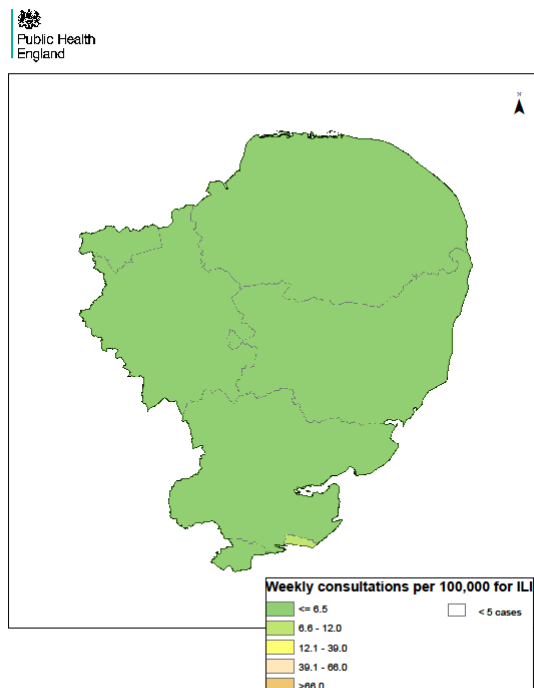 Public Health
England
N
Weekly consultations per 100,000 for ILI
<= 6.5
< 5 cases
6.6 - 12.0
12.1 - 39.0
39.1 - 66.0
>66.0